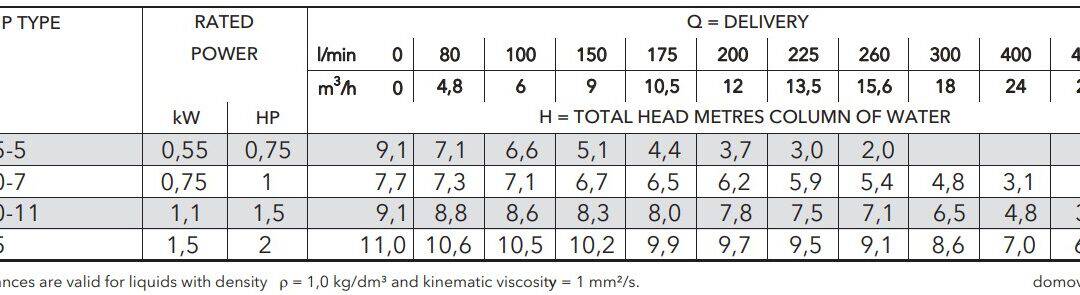 P TYPE RATED POWER Q = DELIVERY
l/min 0 80 100 150 175 200 225 260 300 400 4
m³/h 0 4,8 6 9 10,5 12 13,5 15,6 18 24
kW HP H = TOTAL HEAD METRES COLUMN OF WATER
5-5 0,55 0,75 9,1 7,1 6,6 5,1 4,4 3,7 3,0 2,0
0-7 0,75 1 7,7 7,3 7,1 6,7 6,5 6,2 5,9 5,4 4,8 3,1
0-11 1,1 1,5 9,1 8,8 8,6 8,3 8,0 7,8 7,5 7,1 6,5 4,8
5 1,5 2 11,0 10,6 10,5 10,2 9,9 9,7 9,5 9,1 8,6 7,0 6
nces are valid for liquids with density ρ = 1,0 kg/dm³ and kinematic viscosity = 1 mm²/s. domov